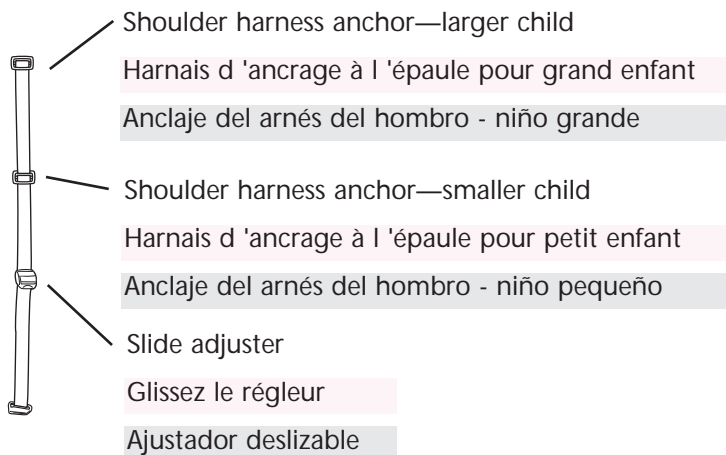 Shoulder harness anchor—larger child
Harnais d 'ancrage à l 'épaule pour grand enfant
Anclaje del arnés del hombro - niño grande
Shoulder harness anchor—smaller child
Harnais d 'ancrage à l 'épaule pour petit enfant
Anclaje del arnés del hombro - niño pequeño
Slide adjuster
Glissez le régleur
Ajustador deslizable